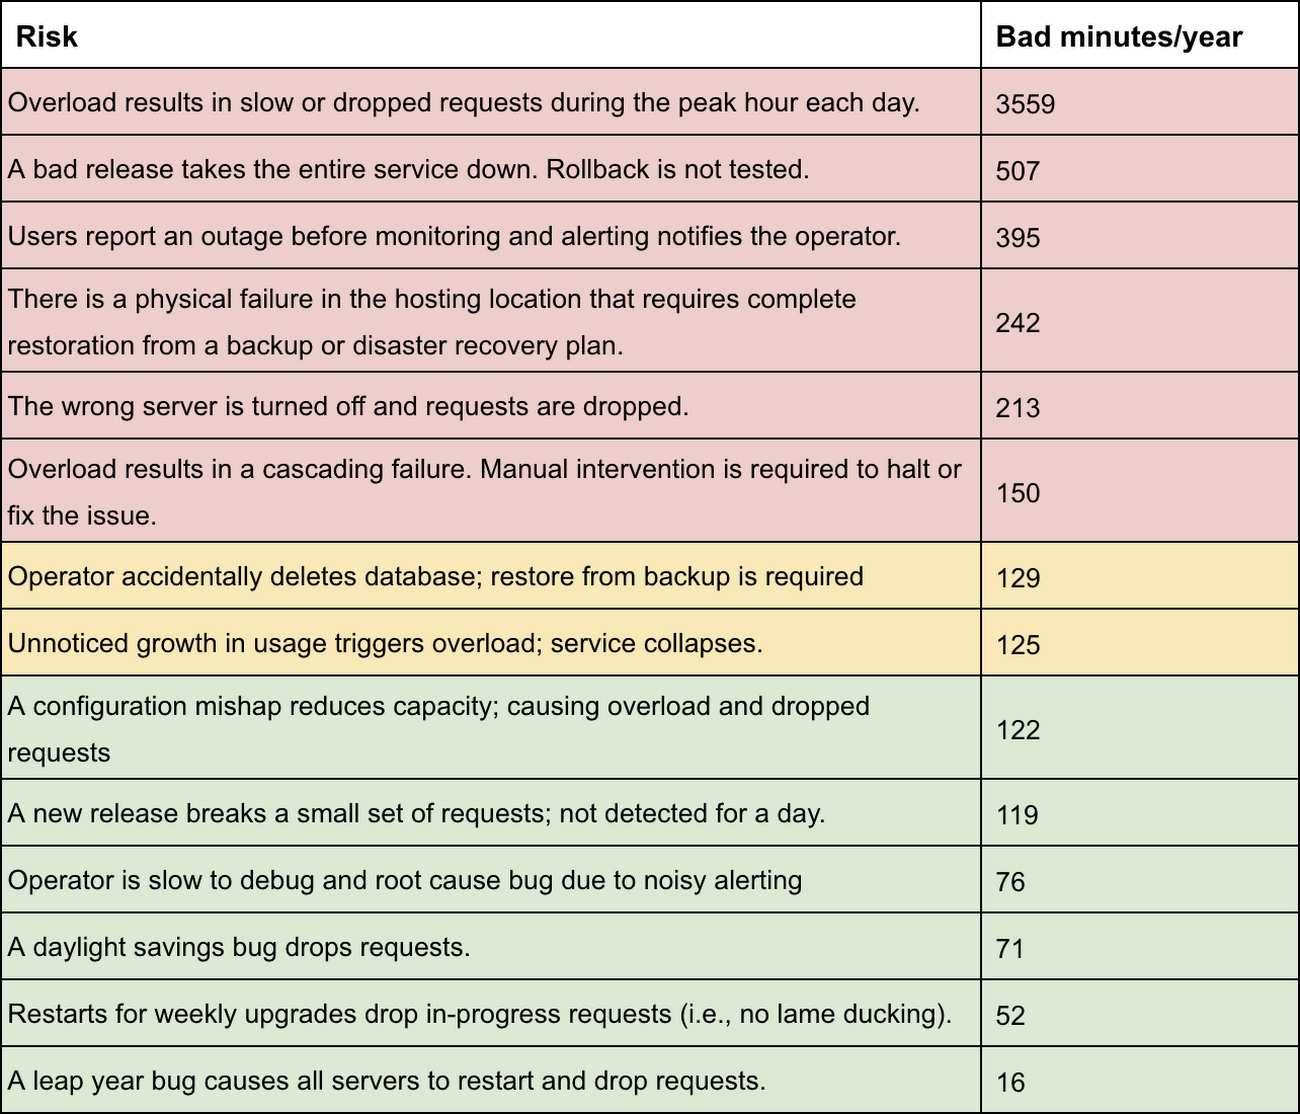 Risk
Bad minutes/year
Overload results in slow or dropped requests during the peak hour each day.
3559
A bad release takes the entire service down. Rollback is not tested.
507
Users report an outage before monitoring and alerting notifies the operator.
395
There is a physical failure in the hosting location that requires complete
restoration from a backup or disaster recovery plan.
242
The wrong server is turned off and requests are dropped.
213
Overload results in a cascading failure. Manual intervention is required to halt or
fix the issue.
150
Operator accidentally deletes database; restore from backup is required
129
Unnoticed growth in usage triggers overload; service collapses.
125
A configuration mishap reduces capacity; causing overload and dropped
requests
122
A new release breaks a small set of requests; not detected for a day.
119
Operator is slow to debug and root cause bug due to noisy alerting
76
A daylight savings bug drops requests.
71
Restarts for weekly upgrades drop in-progress requests (i.e., no lame ducking).
52
A leap year bug causes all servers to restart and drop requests.
16